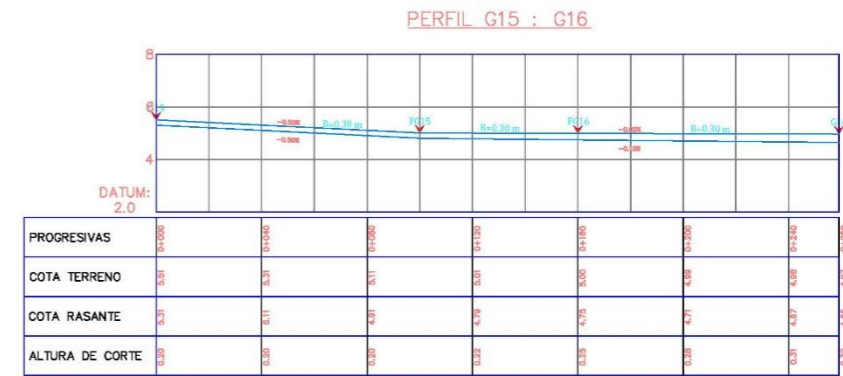 PERFIL G15 : G16
8
6
4
DATUM:
2.0
B=0.30 m
FG15
B=0.20 m
FG16
B=0.30 m
PROGRESIVAS 0+000 0+040 0+080 0+120 0+160 0+200 0+240
COTA TERRENO 5.51 5.31 5.11 5.01 5.00 4.99 4.98
COTA RASANTE 5.31 5.11 4.91 4.79 4.75 4.71 4.67
ALTURA DE CORTE 0.20 0.20 0.20 0.22 0.25 0.28 0.31